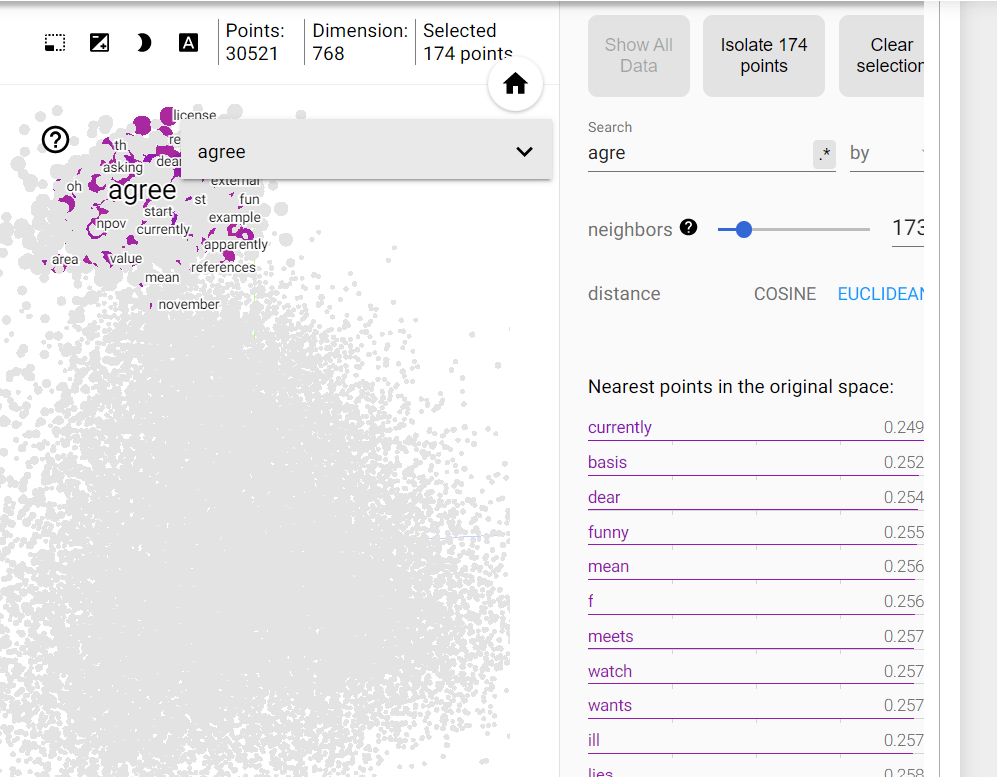 Points:
30521
Dimension:
768
Selected
174 points
A
?
agree
license
th
re
asking
dear
external
oh
agree
st
fun
start
example
npov
currently
apparently
area
value
references
mean
november
Show All
Data
Isolate 174
points
Clear
selection
Search
agre
.*
by
neighbors ?
173
distance
COSINE
EUCLIDEAN
Nearest points in the original space:
currently 0.249
basis 0.252
dear 0.254
funny 0.255
mean 0.256
f 0.256
meets 0.257
watch 0.257
wants 0.257
ill 0.257
lies 0.258